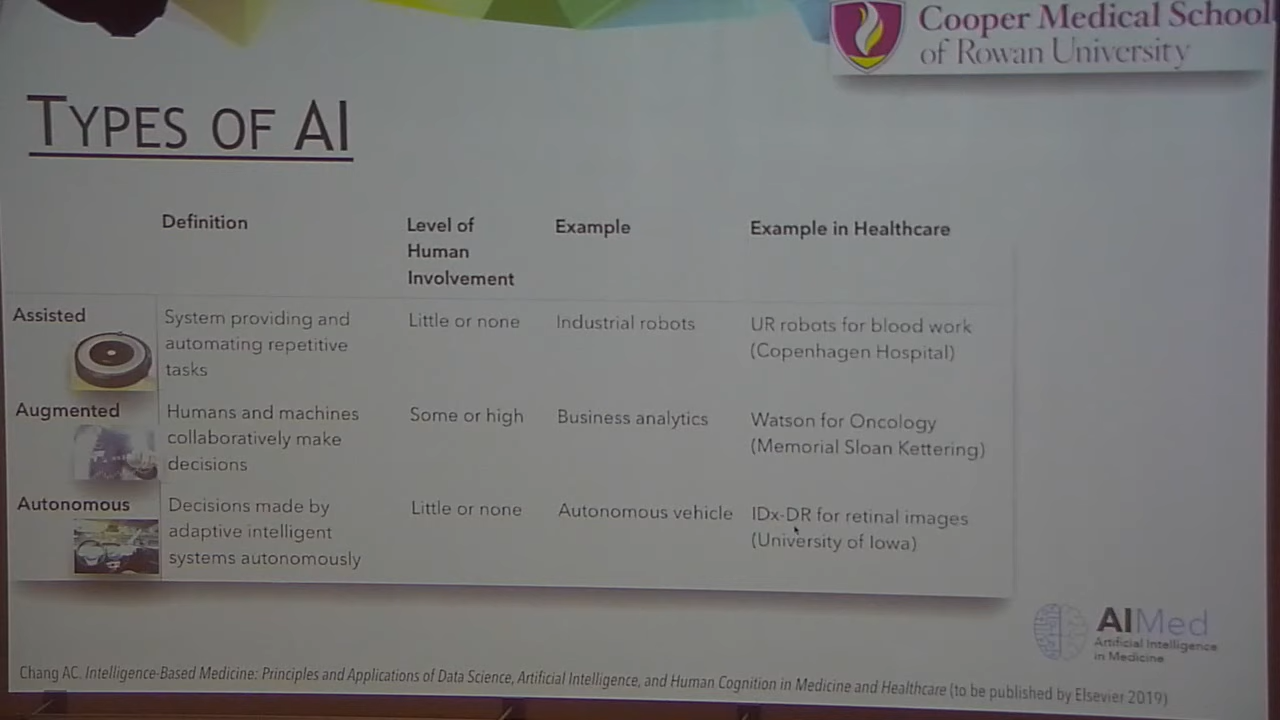 Cooper Medical School
of Rowan University
TYPES OF AI
Definition
Level of
Human
Involvement
Example
Example in Healthcare
Assisted
System providing and
automating repetitive
tasks
Little or none
Industrial robots
UR robots for blood work
(Copenhagen Hospital)
Augmented
Humans and machines
collaboratively make
decisions
Some or high
Business analytics
Watson for Oncology
(Memorial Sloan Kettering)
Autonomous
Decisions made by
adaptive intelligent
systems autonomously
Little or none
Autonomous vehicle
IDx-DR for retinal images
(University of Iowa)
AIMed
Artificial Intelligence
in Medicine
Chang AC. Intelligence-Based Medicine: Principles and Applications of Data Science, Artificial Intelligence, and Human Cognition in Medicine and Healthcare (to be published by Elsevier 2019)